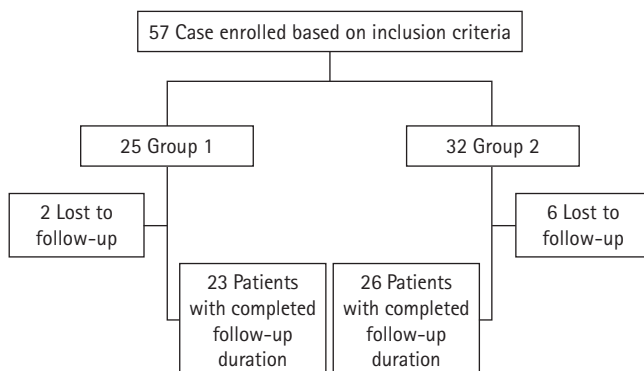 57 Case enrolled based on inclusion criteria
25 Group 1
32 Group 2
2 Lost to
follow-up
6 Lost to
follow-up
23 Patients
with completed
follow-up
duration
26 Patients
with completed
follow-up
duration